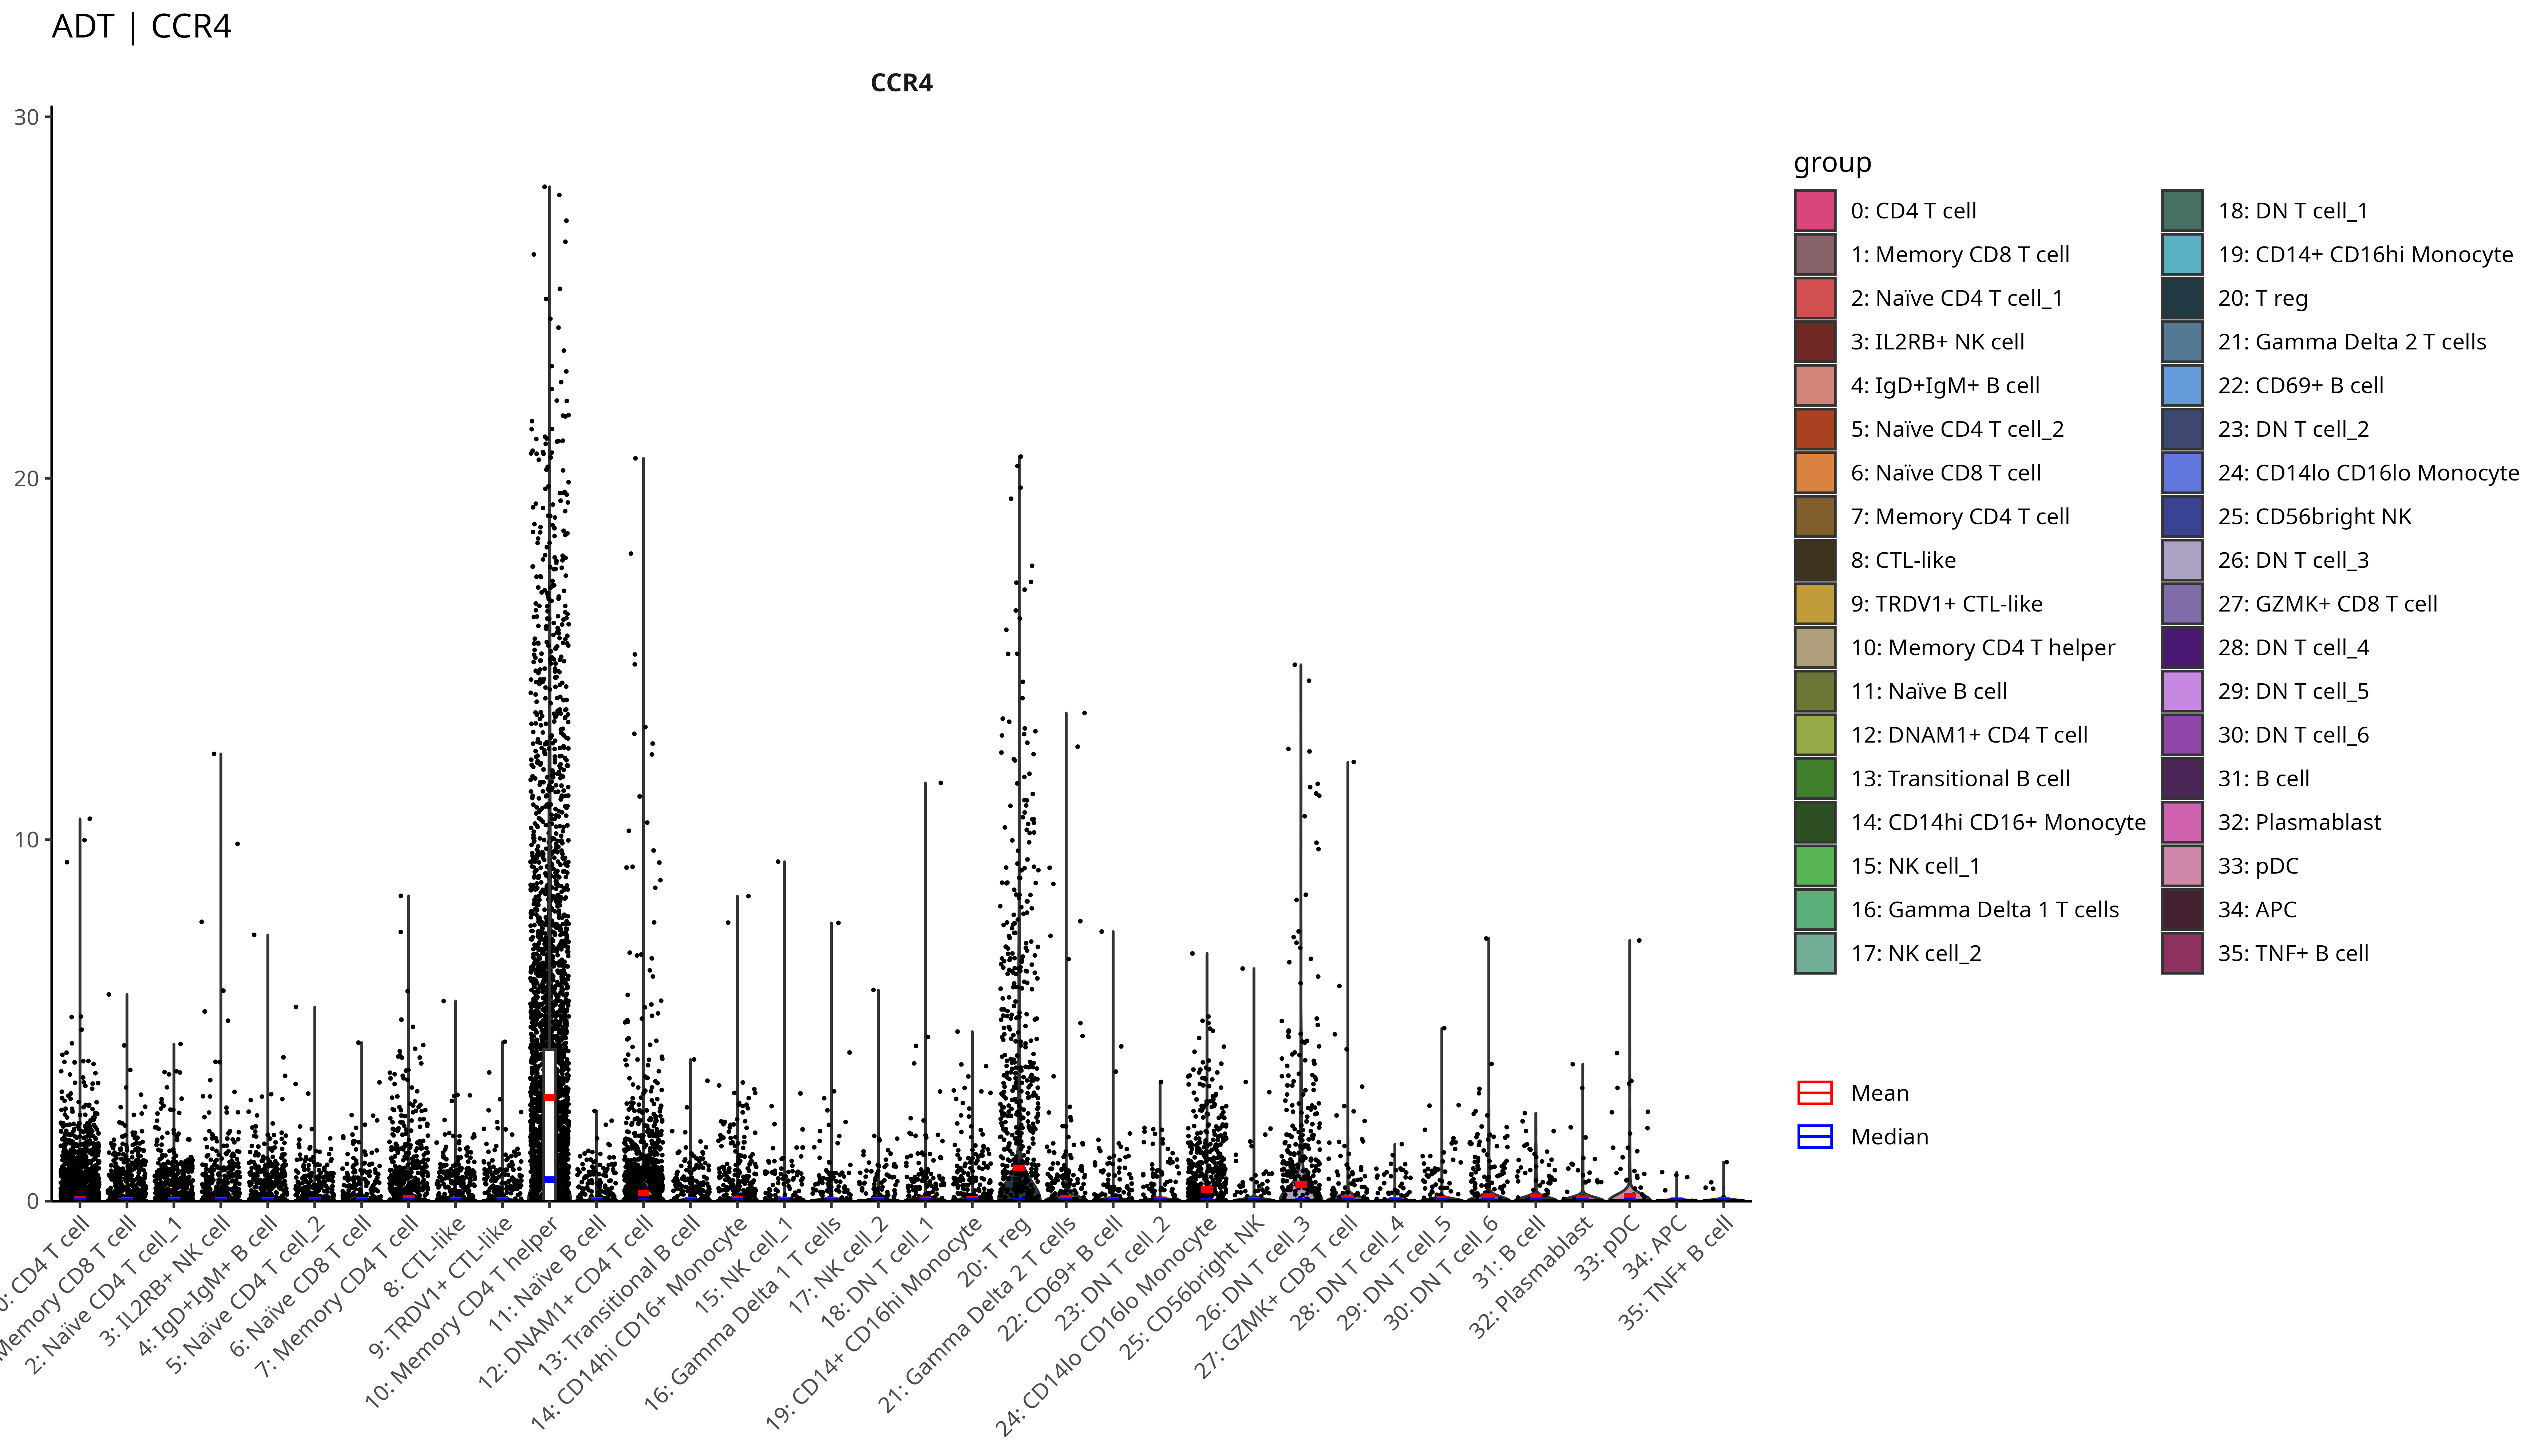 ADT | CCR4
CCR4
30
20
10
0
0: CD4 T cell
Memory CD8 T cell
2: Naïve CD4 T cell_1
3: IL2RB+ NK cell
4: IgD+IgM+ B cell
5: Naïve CD4 T cell_2
6: Naïve CD8 T cell
7: Memory CD4 T cell
8: CTL-like
9: TRDV1+ CTL-like
10: Memory CD4 T helper
11: Naïve B cell
12: DNAM1+ CD4 T cell
13: Transitional B cell
14: CD14hi CD16+ Monocyte
15: NK cell_1
16: Gamma Delta 1 T cells
17: NK cell_2
18: DN T cell_1
19: CD14+ CD16hi Monocyte
20: T reg
21: Gamma Delta 2 T cells
22: CD69+ B cell
23: DN T cell_2
24: CD14lo CD16lo Monocyte
25: CD56bright NK
26: DN T cell_3
27: GZMK+ CD8 T cell
28: DN T cell_4
29: DN T cell_5
30: DN T cell_6
31: B cell
32: Plasmablast
33: pDC
34: APC
35: TNF+ B cell
group
0: CD4 T cell
1: Memory CD8 T cell
2: Naïve CD4 T cell_1
3: IL2RB+ NK cell
4: IgD+IgM+ B cell
5: Naïve CD4 T cell_2
6: Naïve CD8 T cell
7: Memory CD4 T cell
8: CTL-like
9: TRDV1+ CTL-like
10: Memory CD4 T helper
11: Naïve B cell
12: DNAM1+ CD4 T cell
13: Transitional B cell
14: CD14hi CD16+ Monocyte
15: NK cell_1
16: Gamma Delta 1 T cells
17: NK cell_2
18: DN T cell_1
19: CD14+ CD16hi Monocyte
20: T reg
21: Gamma Delta 2 T cells
22: CD69+ B cell
23: DN T cell_2
24: CD14lo CD16lo Monocyte
25: CD56bright NK
26: DN T cell_3
27: GZMK+ CD8 T cell
28: DN T cell_4
29: DN T cell_5
30: DN T cell_6
31: B cell
32: Plasmablast
33: pDC
34: APC
35: TNF+ B cell
Mean
Median